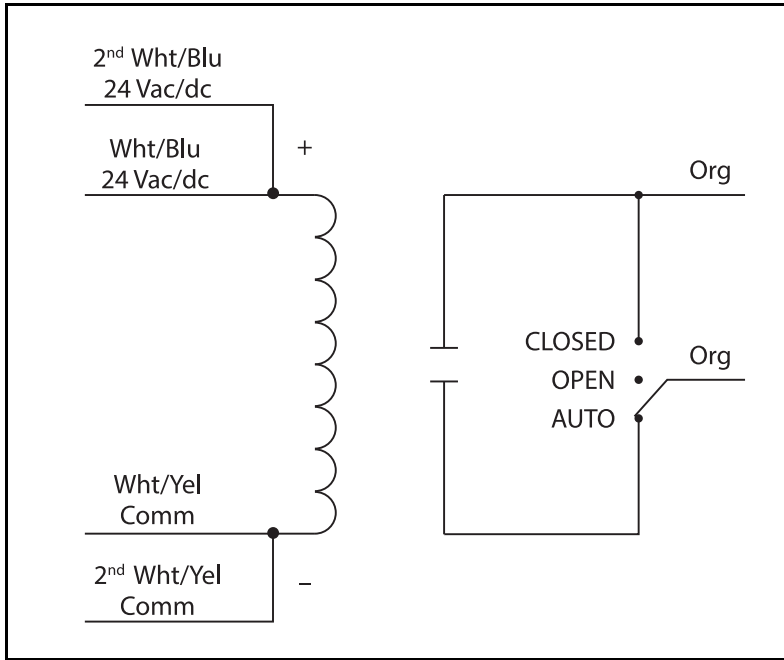 2nd Wht/Blu
24 Vac/dc
Wht/Blu
24 Vac/dc
+
Org
CLOSED
OPEN
AUTO
Org
Wht/Yel
Comm
2nd Wht/Yel
Comm
–